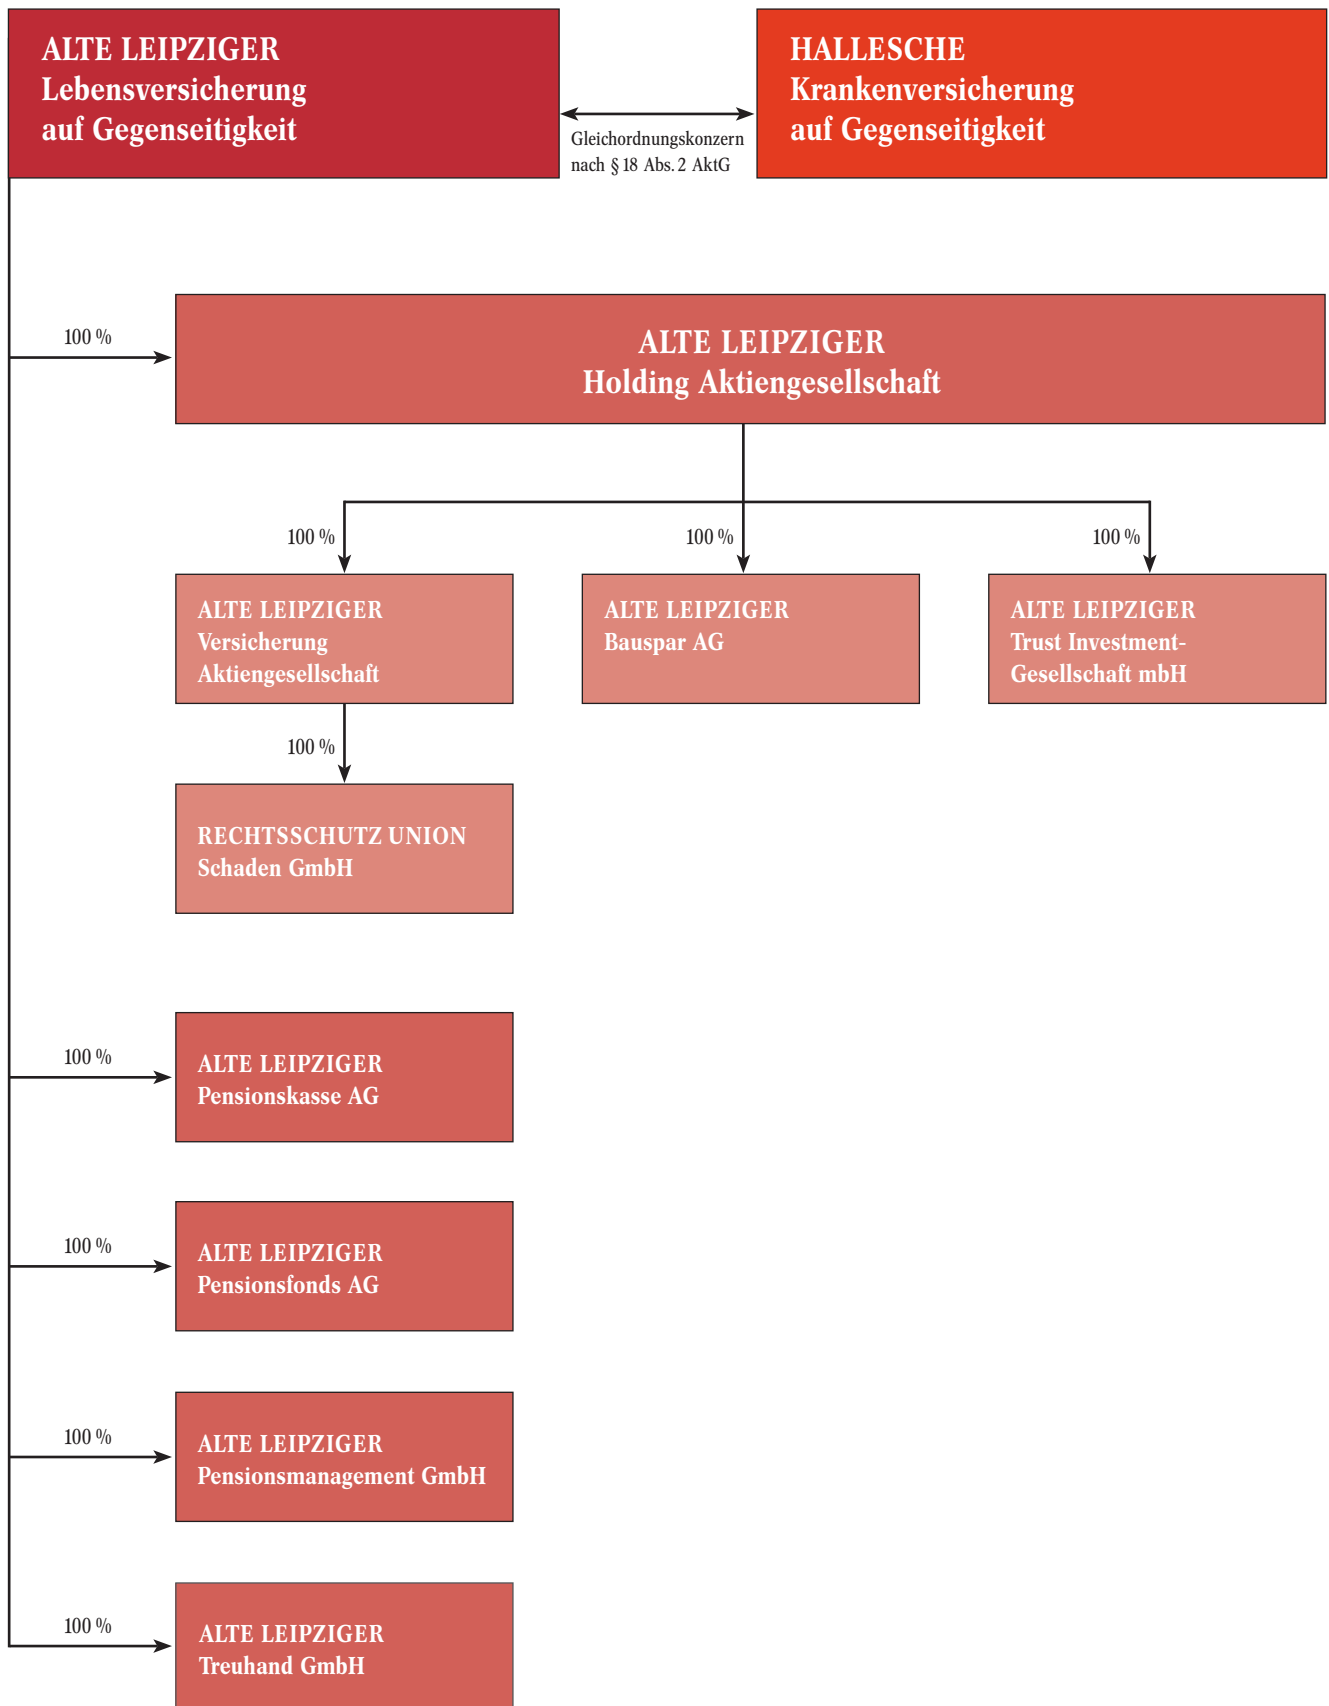 ALTE LEIPZIGER
Lebensversicherung
auf Gegenseitigkeit
Gleichordnungskonzern
nach § 18 Abs. 2 AktG
HALLESCHE
Krankenversicherung
auf Gegenseitigkeit
100 %
ALTE LEIPZIGER
Holding Aktiengesellschaft
100 %
100 %
100 %
ALTE LEIPZIGER
Versicherung
Aktiengesellschaft
ALTE LEIPZIGER
Bauspar AG
ALTE LEIPZIGER
Trust Investment-
Gesellschaft mbH
100 %
RECHTSSCHUTZ UNION
Schaden GmbH
100 %
ALTE LEIPZIGER
Pensionskasse AG
100 %
ALTE LEIPZIGER
Pensionsfonds AG
100 %
ALTE LEIPZIGER
Pensionsmanagement GmbH
100 %
ALTE LEIPZIGER
Treuhand GmbH